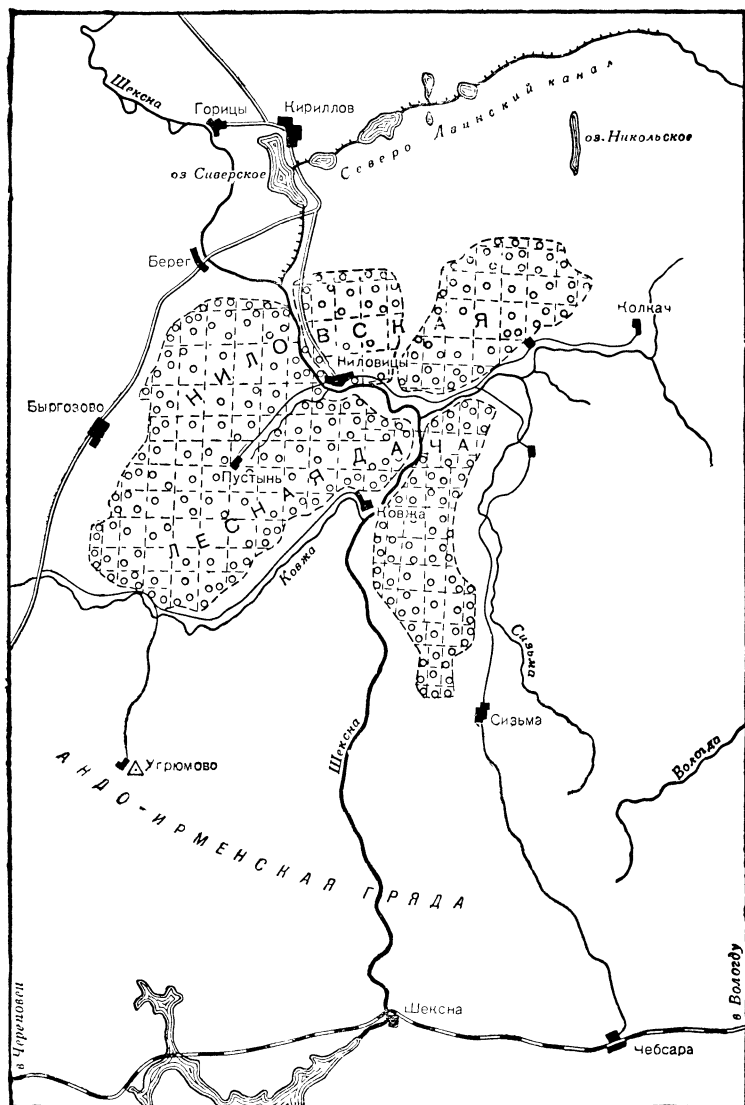 Шексна
Горицы
Кириллов
Северо Двинский канал
оз. Никольское
оз Сиверское
Берег
Колкач
НИЛОВСКАЯ
Ниловицы
Быргозово
Пустынь
ЛЕСНАЯ ДАЧА
Ковжа
Ковжа
Сизьма
Сизьма
Шексна
Вологда
Угрюмово
АНДО-ИРМЕНСКАЯ ГРЯДА
в Череповец
Шексна
в Вологду
Чебсара